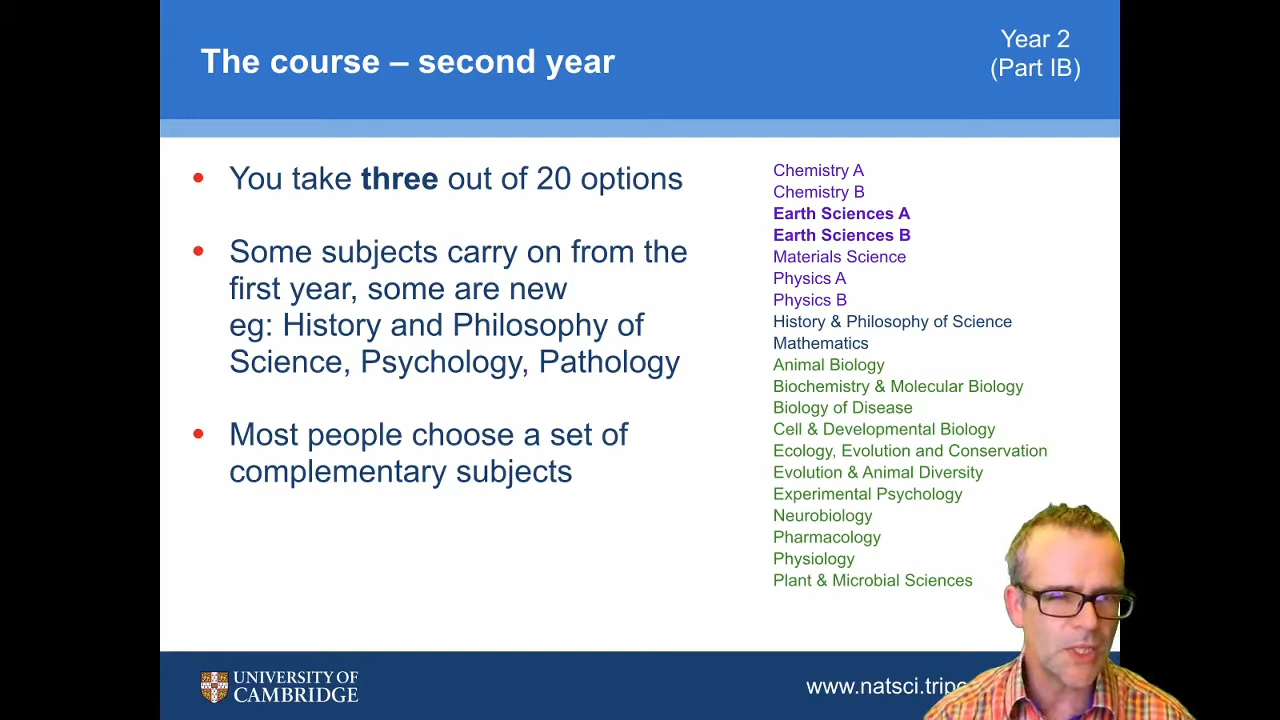 The course – second year
Year 2
(Part IB)
• You take three out of 20 options
• Some subjects carry on from the
first year, some are new
eg: History and Philosophy of
Science, Psychology, Pathology
• Most people choose a set of
complementary subjects
Chemistry A
Chemistry B
Earth Sciences A
Earth Sciences B
Materials Science
Physics A
Physics B
History & Philosophy of Science
Mathematics
Animal Biology
Biochemistry & Molecular Biology
Biology of Disease
Cell & Developmental Biology
Ecology, Evolution and Conservation
Evolution & Animal Diversity
Experimental Psychology
Neurobiology
Pharmacology
Physiology
Plant & Microbial Sciences
UNIVERSITY OF
CAMBRIDGE